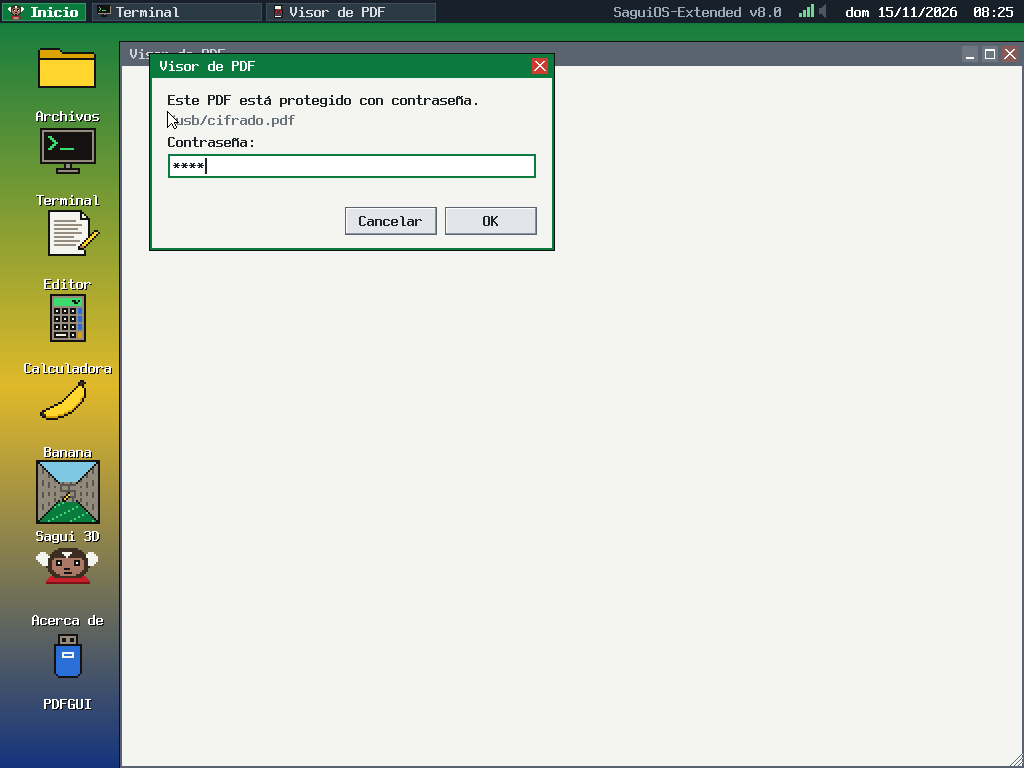 Inicio Terminal Visor de PDF SaguiOS-Extended v8.0 dom 15/11/2026 08:25
Visor de PDF
Este PDF está protegido con contraseña.
usb/cifrado.pdf
Contraseña:
****
Cancelar OK
Archivos
Terminal
Editor
Calculadora
Banana
Sagui 3D
Acerca de
PDFGUI